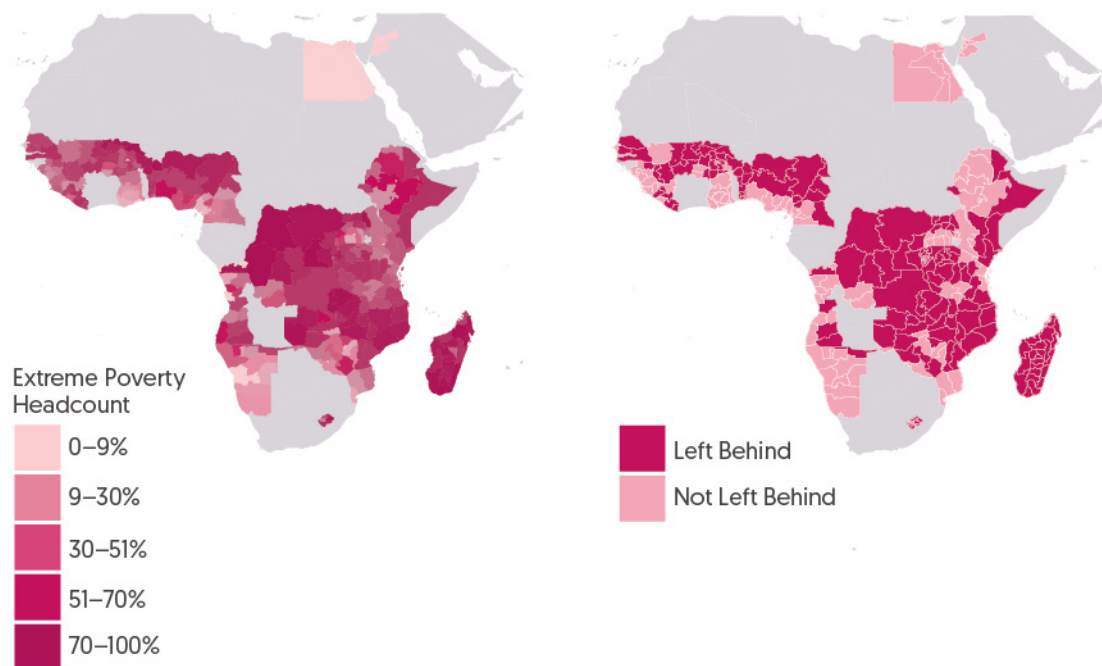 Extreme Poverty
Headcount
0–9%
9–30%
30–51%
51–70%
70–100%
Left Behind
Not Left Behind